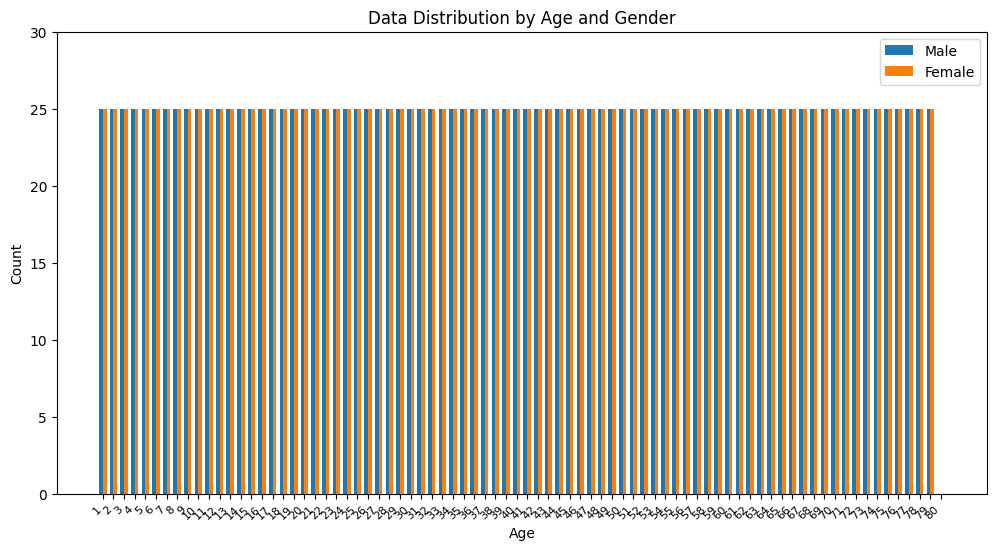 Data Distribution by Age and Gender
Male
Female
Count
30
25
20
15
10
5
0
1 2 3 4 5 6 7 8 9 10 11 12 13 14 15 16 17 18 19 20 21 22 23 24 25 26 27 28 29 30 31 32 33 34 35 36 37 38 39 40 41 42 43 44 45 46 47 48 49 50 51 52 53 54 55 56 57 58 59 60 61 62 63 64 65 66 67 68 69 70 71 72 73 74 75 76 77 78 79 80
Age